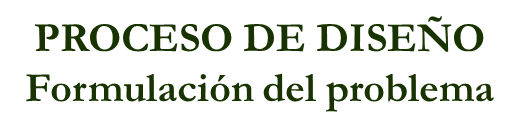 PROCESO DE DISEÑO
Formulación del problema